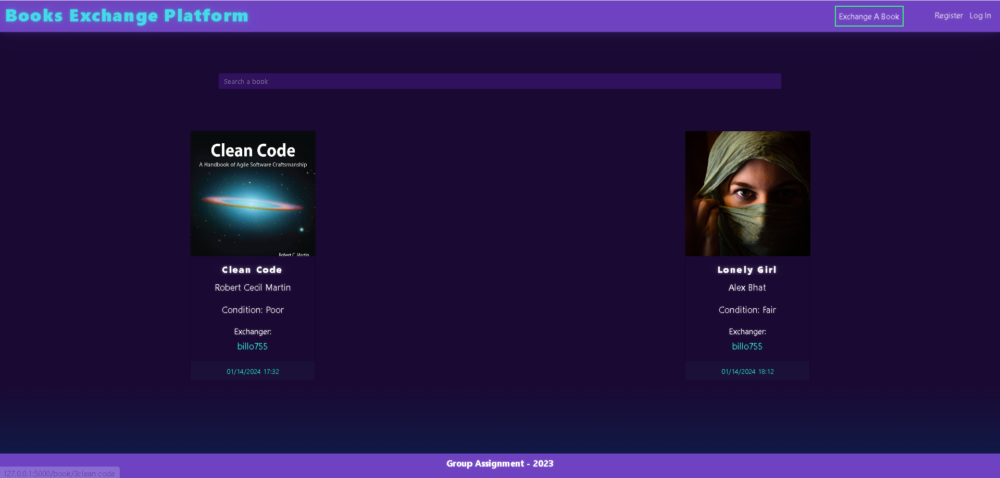 Books Exchange Platform
Exchange A Book
Register
Log In
Search a book
Clean Code
A Handbook of Agile Software Craftsmanship
Robert C. Martin
Clean Code
Robert Cecil Martin
Condition: Poor
Exchanger:
billo755
01/14/2024 17:32
Lonely Girl
Alex Bhat
Condition: Fair
Exchanger:
billo755
01/14/2024 18:12
Group Assignment - 2023
127.0.0.1:5000/book/3clean code